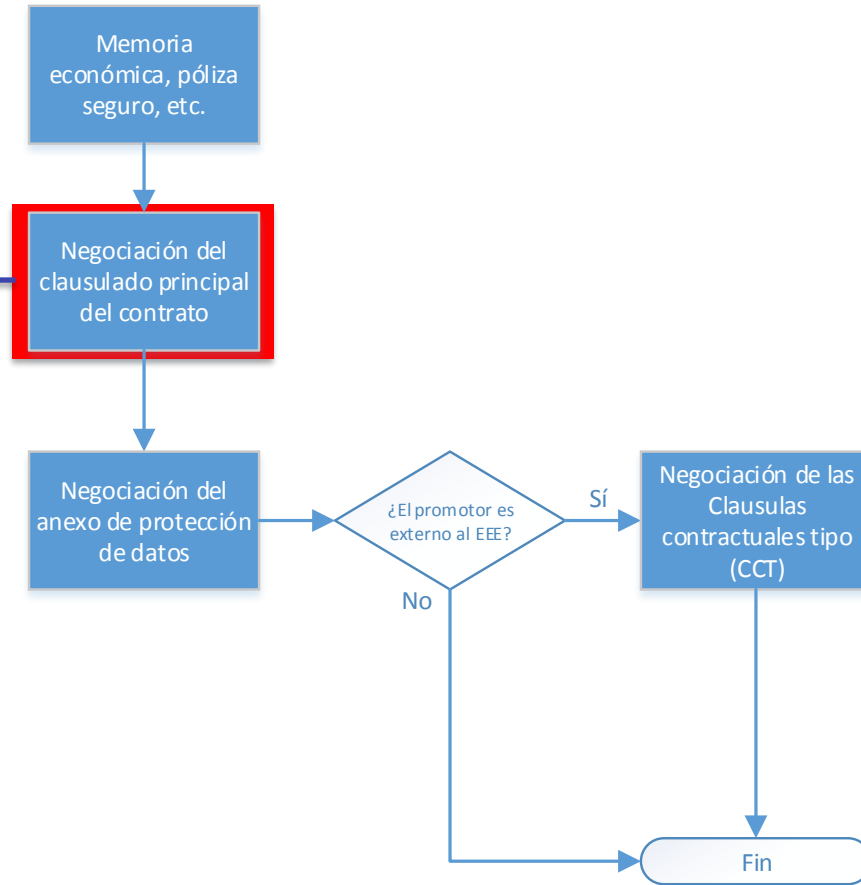 Memoria
económica, póliza
seguro, etc.
Negociación del
clausulado principal
del contrato
Negociación del
anexo de protección
de datos
¿El promotor es
externo al EEE?
Sí
No
Negociación de las
Clausulas
contractuales tipo
(CCT)
Fin